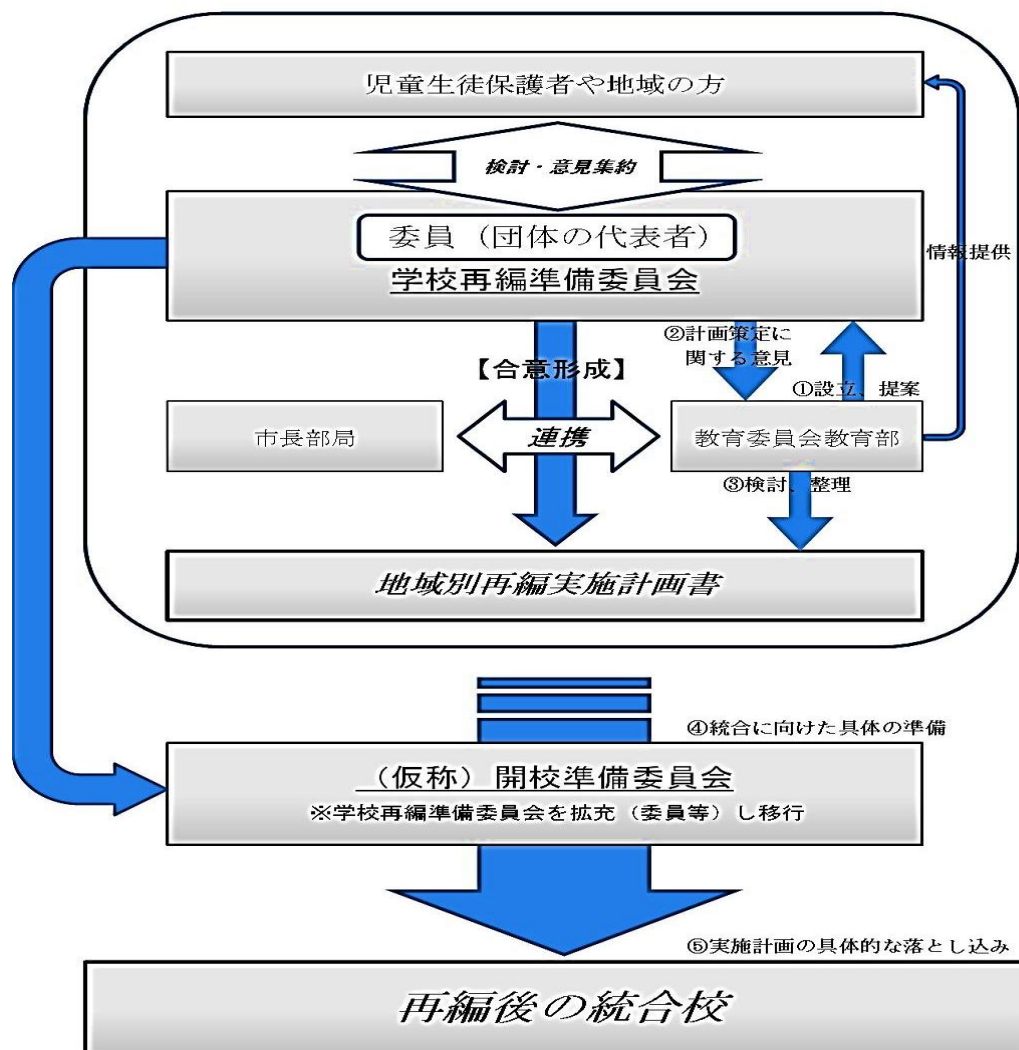 児童生徒保護者や地域の方
検討・意見集約
委員（団体の代表者）
学校再編準備委員会
情報提供
②計画策定に
関する意見
【合意形成】
①設立、提案
市長部局
連携
教育委員会教育部
③検討、整理
地域別再編実施計画書
④統合に向けた具体の準備
（仮称）開校準備委員会
※学校再編準備委員会を拡充（委員等）し移行
⑤実施計画の具体的な落とし込み
再編後の統合校